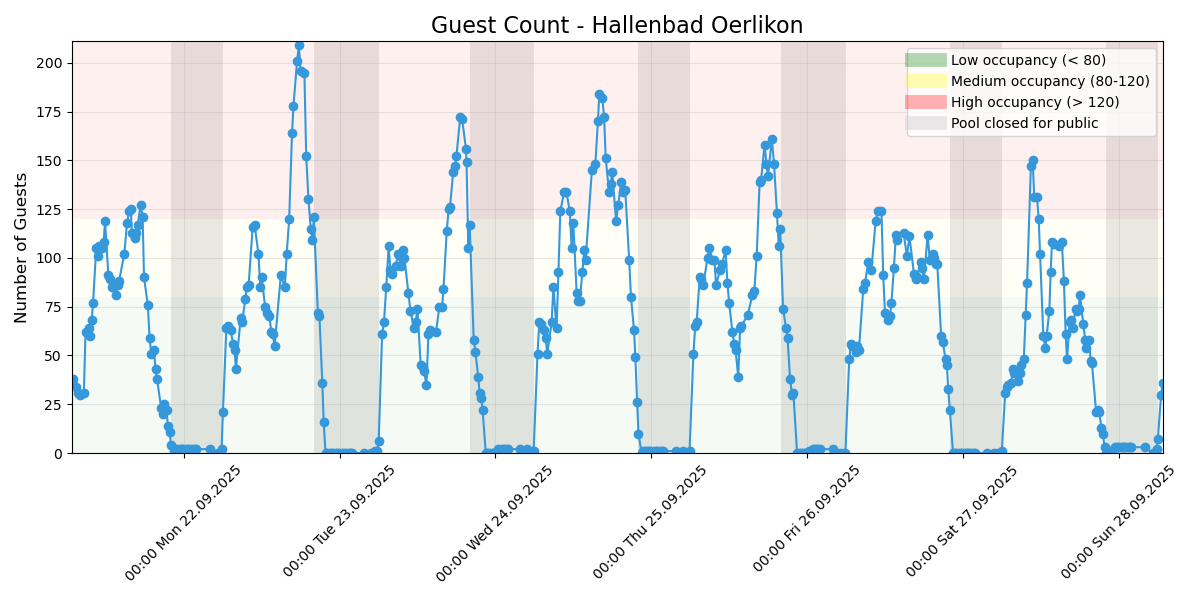 Guest Count - Hallenbad Oerlikon
Number of Guests
200
175
150
125
100
75
50
25
0
Low occupancy (< 80)
Medium occupancy (80-120)
High occupancy (> 120)
Pool closed for public
00:00 Mon 22.09.2025
00:00 Tue 23.09.2025
00:00 Wed 24.09.2025
00:00 Thu 25.09.2025
00:00 Fri 26.09.2025
00:00 Sat 27.09.2025
00:00 Sun 28.09.2025